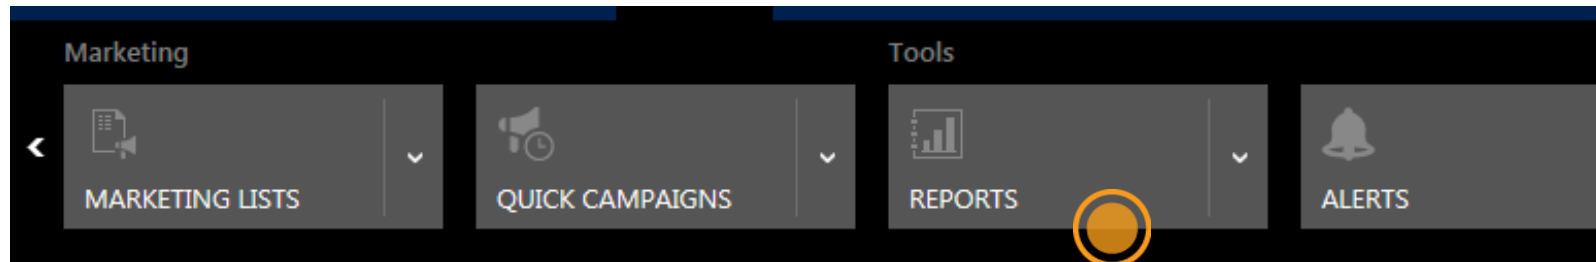 Marketing
Tools
MARKETING LISTS
QUICK CAMPAIGNS
REPORTS
ALERTS